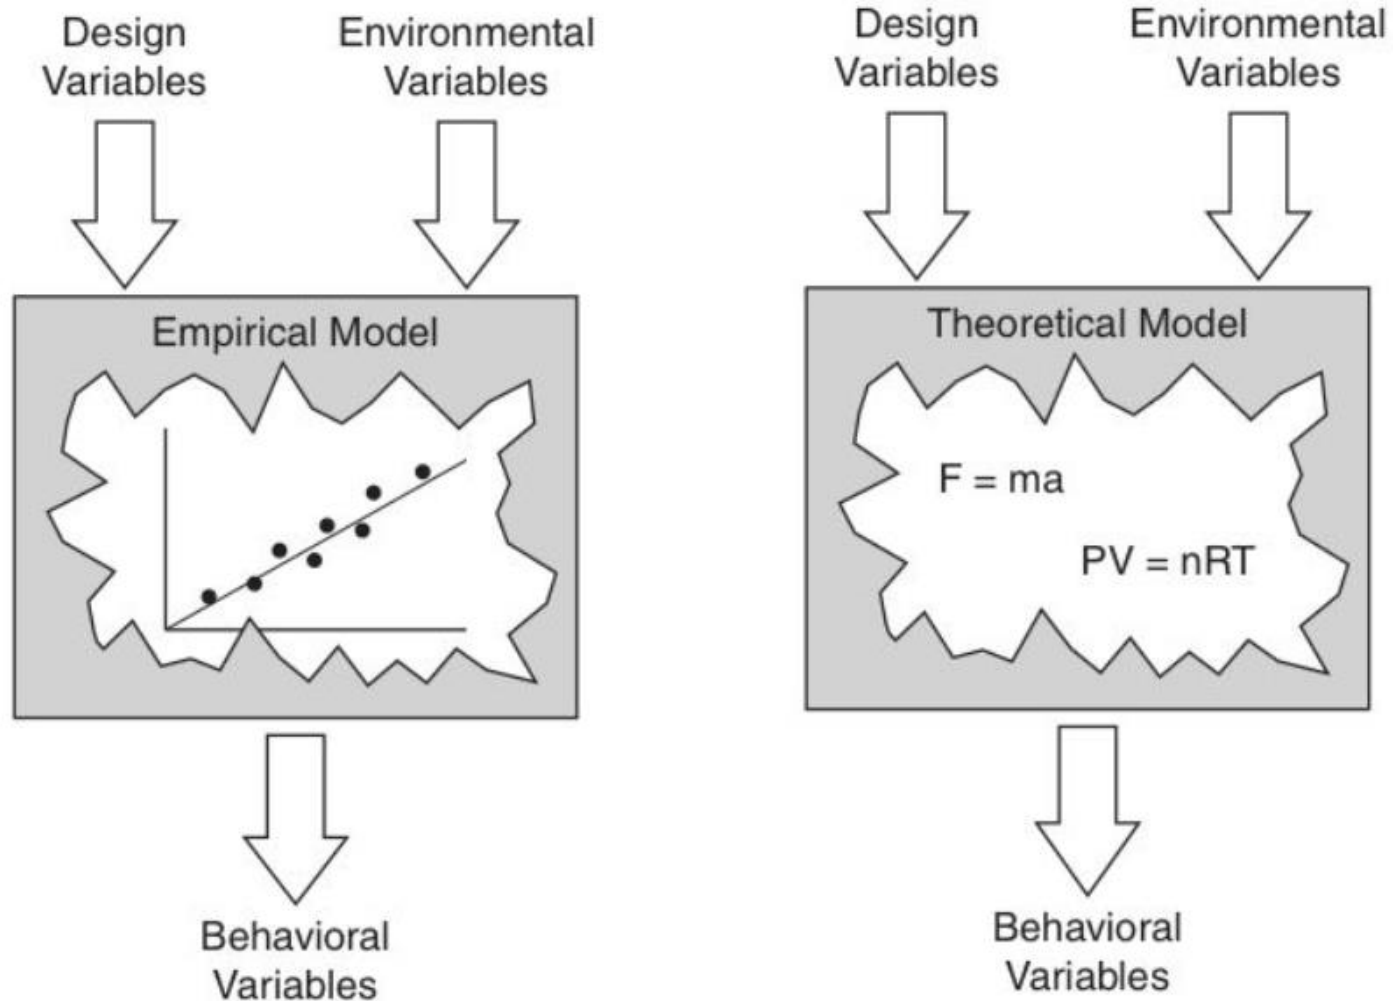 Design
Variables
Environmental
Variables
Empirical Model
Behavioral
Variables
Design
Variables
Environmental
Variables
Theoretical Model
F = ma
PV = nRT
Behavioral
Variables